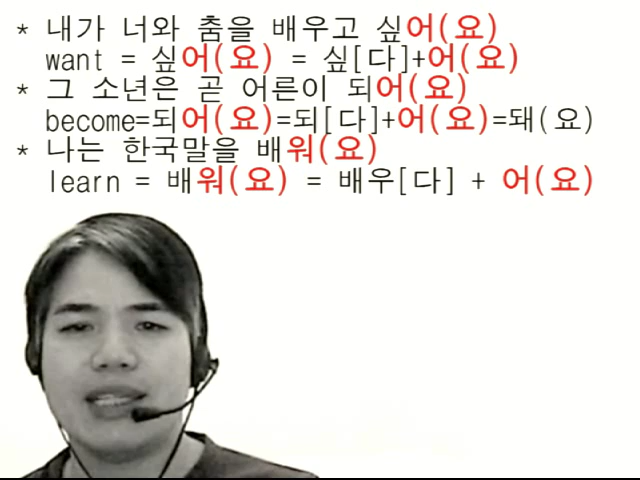 * 내가 너와 춤을 배우고 싶어(요)
want = 싶어(요) = 싶[다]+어(요)
* 그 소년은 곧 어른이 되어(요)
become=되어(요)=되[다]+어(요)=돼(요)
* 나는 한국말을 배워(요)
learn = 배워(요) = 배우[다] + 어(요)